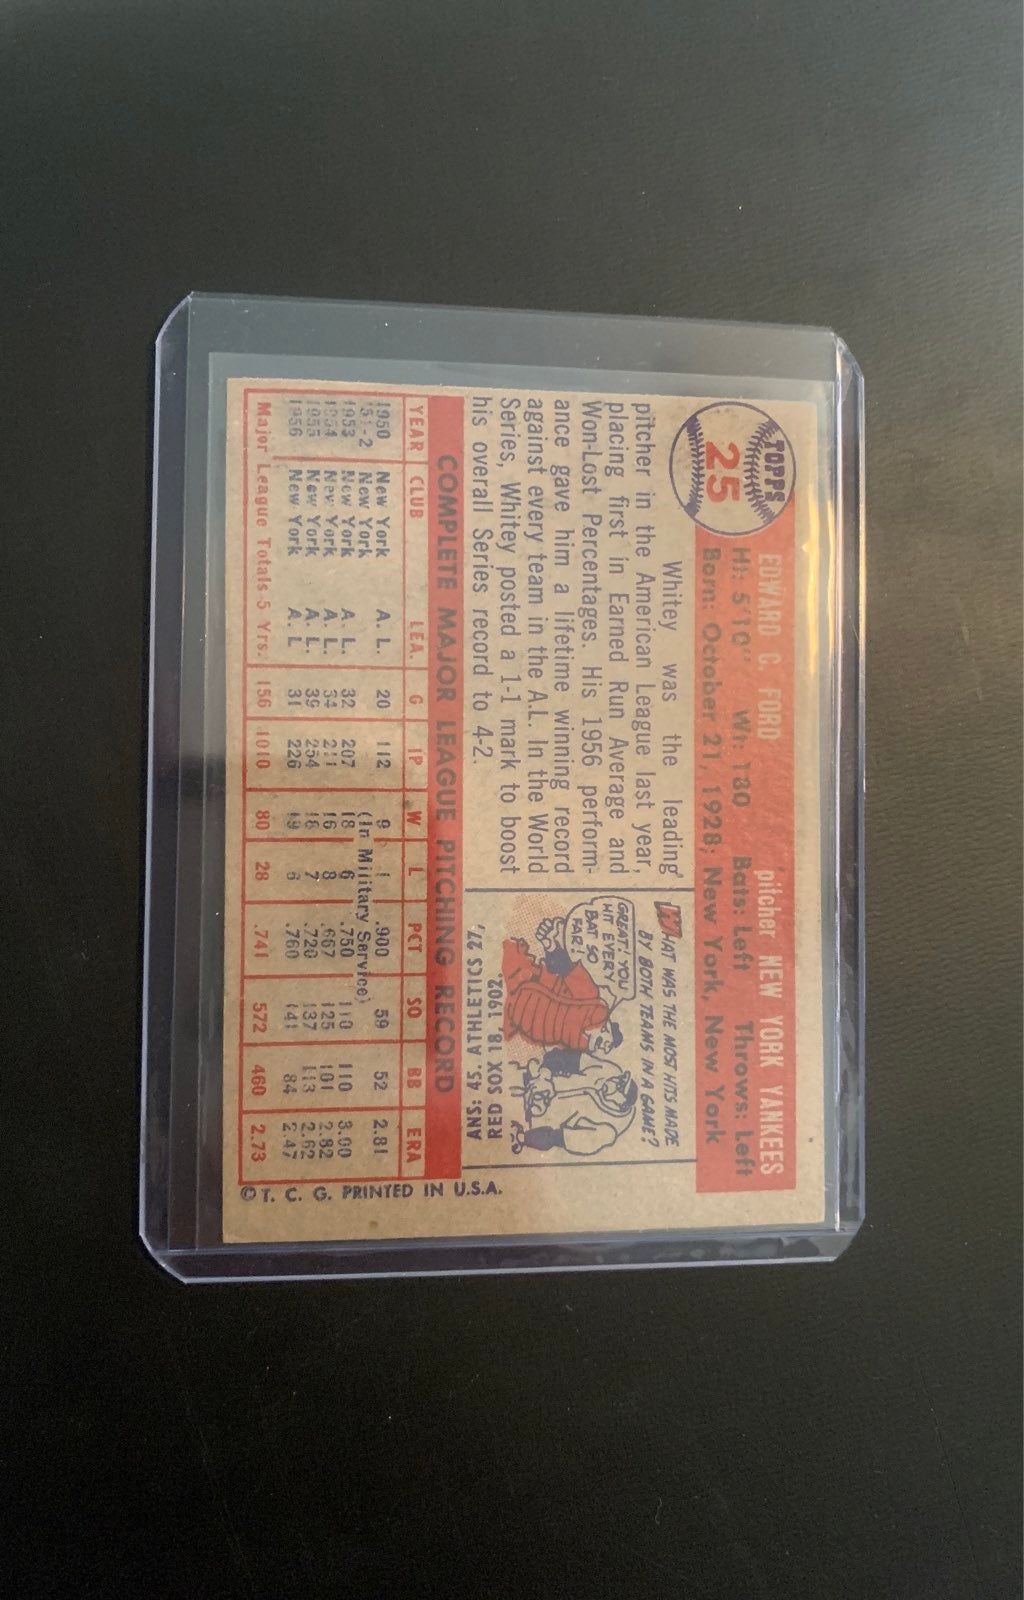 TOPPS
25
EDWARD C. FORD pitcher NEW YORK YANKEES
Ht: 5'10" Wt: 180 Bats: Left Throws: Left
Born: October 21, 1928; New York, New York
Whitey was the leading
pitcher in the American League last year,
placing first in Earned Run Average and
Won-Lost Percentages. His 1956 perform-
ance gave him a lifetime winning record
against every team in the A.L. In the World
Series, Whitey posted a 1-1 mark to boost
his overall Series record to 4-2.
WHAT WAS THE MOST HITS MADE
BY BOTH TEAMS IN A GAME?
GREAT! YOU
HIT EVERY
BAT SO
FAR!
ANS: 45. ATHLETICS 27,
RED SOX 18, 1902.
COMPLETE MAJOR LEAGUE PITCHING RECORD
YEAR CLUB LEA. G IP W L PCT SO BB ERA
1950 New York A. L. 20 112 9 1 .900 59 52 2.81
51-2 New York (In Military Service)
1953 New York A. L. 32 207 18 6 .750 110 110 3.00
1954 New York A. L. 34 211 16 8 .667 125 101 2.82
1955 New York A. L. 39 254 18 7 .720 137 113 2.62
1956 New York A. L 31 226 19 6 .760 141 84 2.47
Major League Totals 5 Yrs. 156 1010 80 28 .741 572 460 2.73
© T. C. G. PRINTED IN U.S.A.